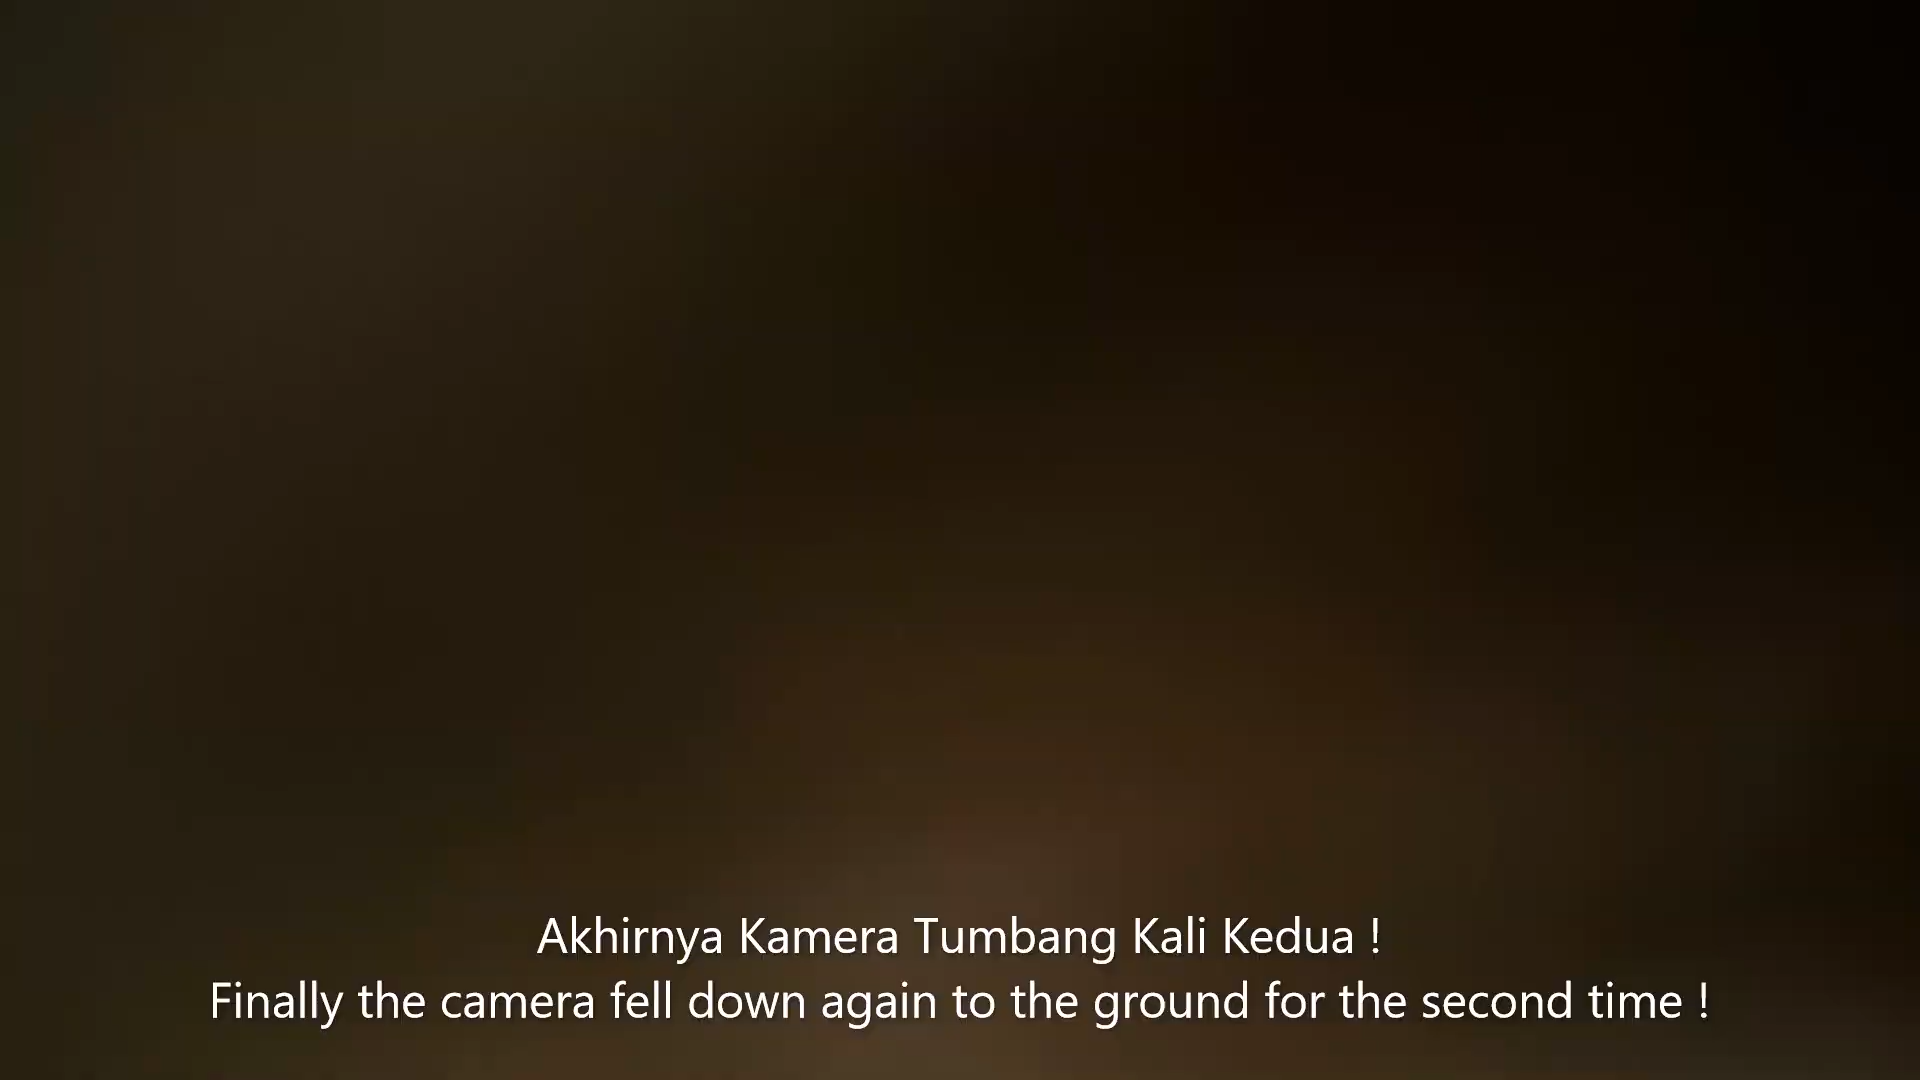 Akhirnya Kamera Tumbang Kali Kedua !
Finally the camera fell down again to the ground for the second time !